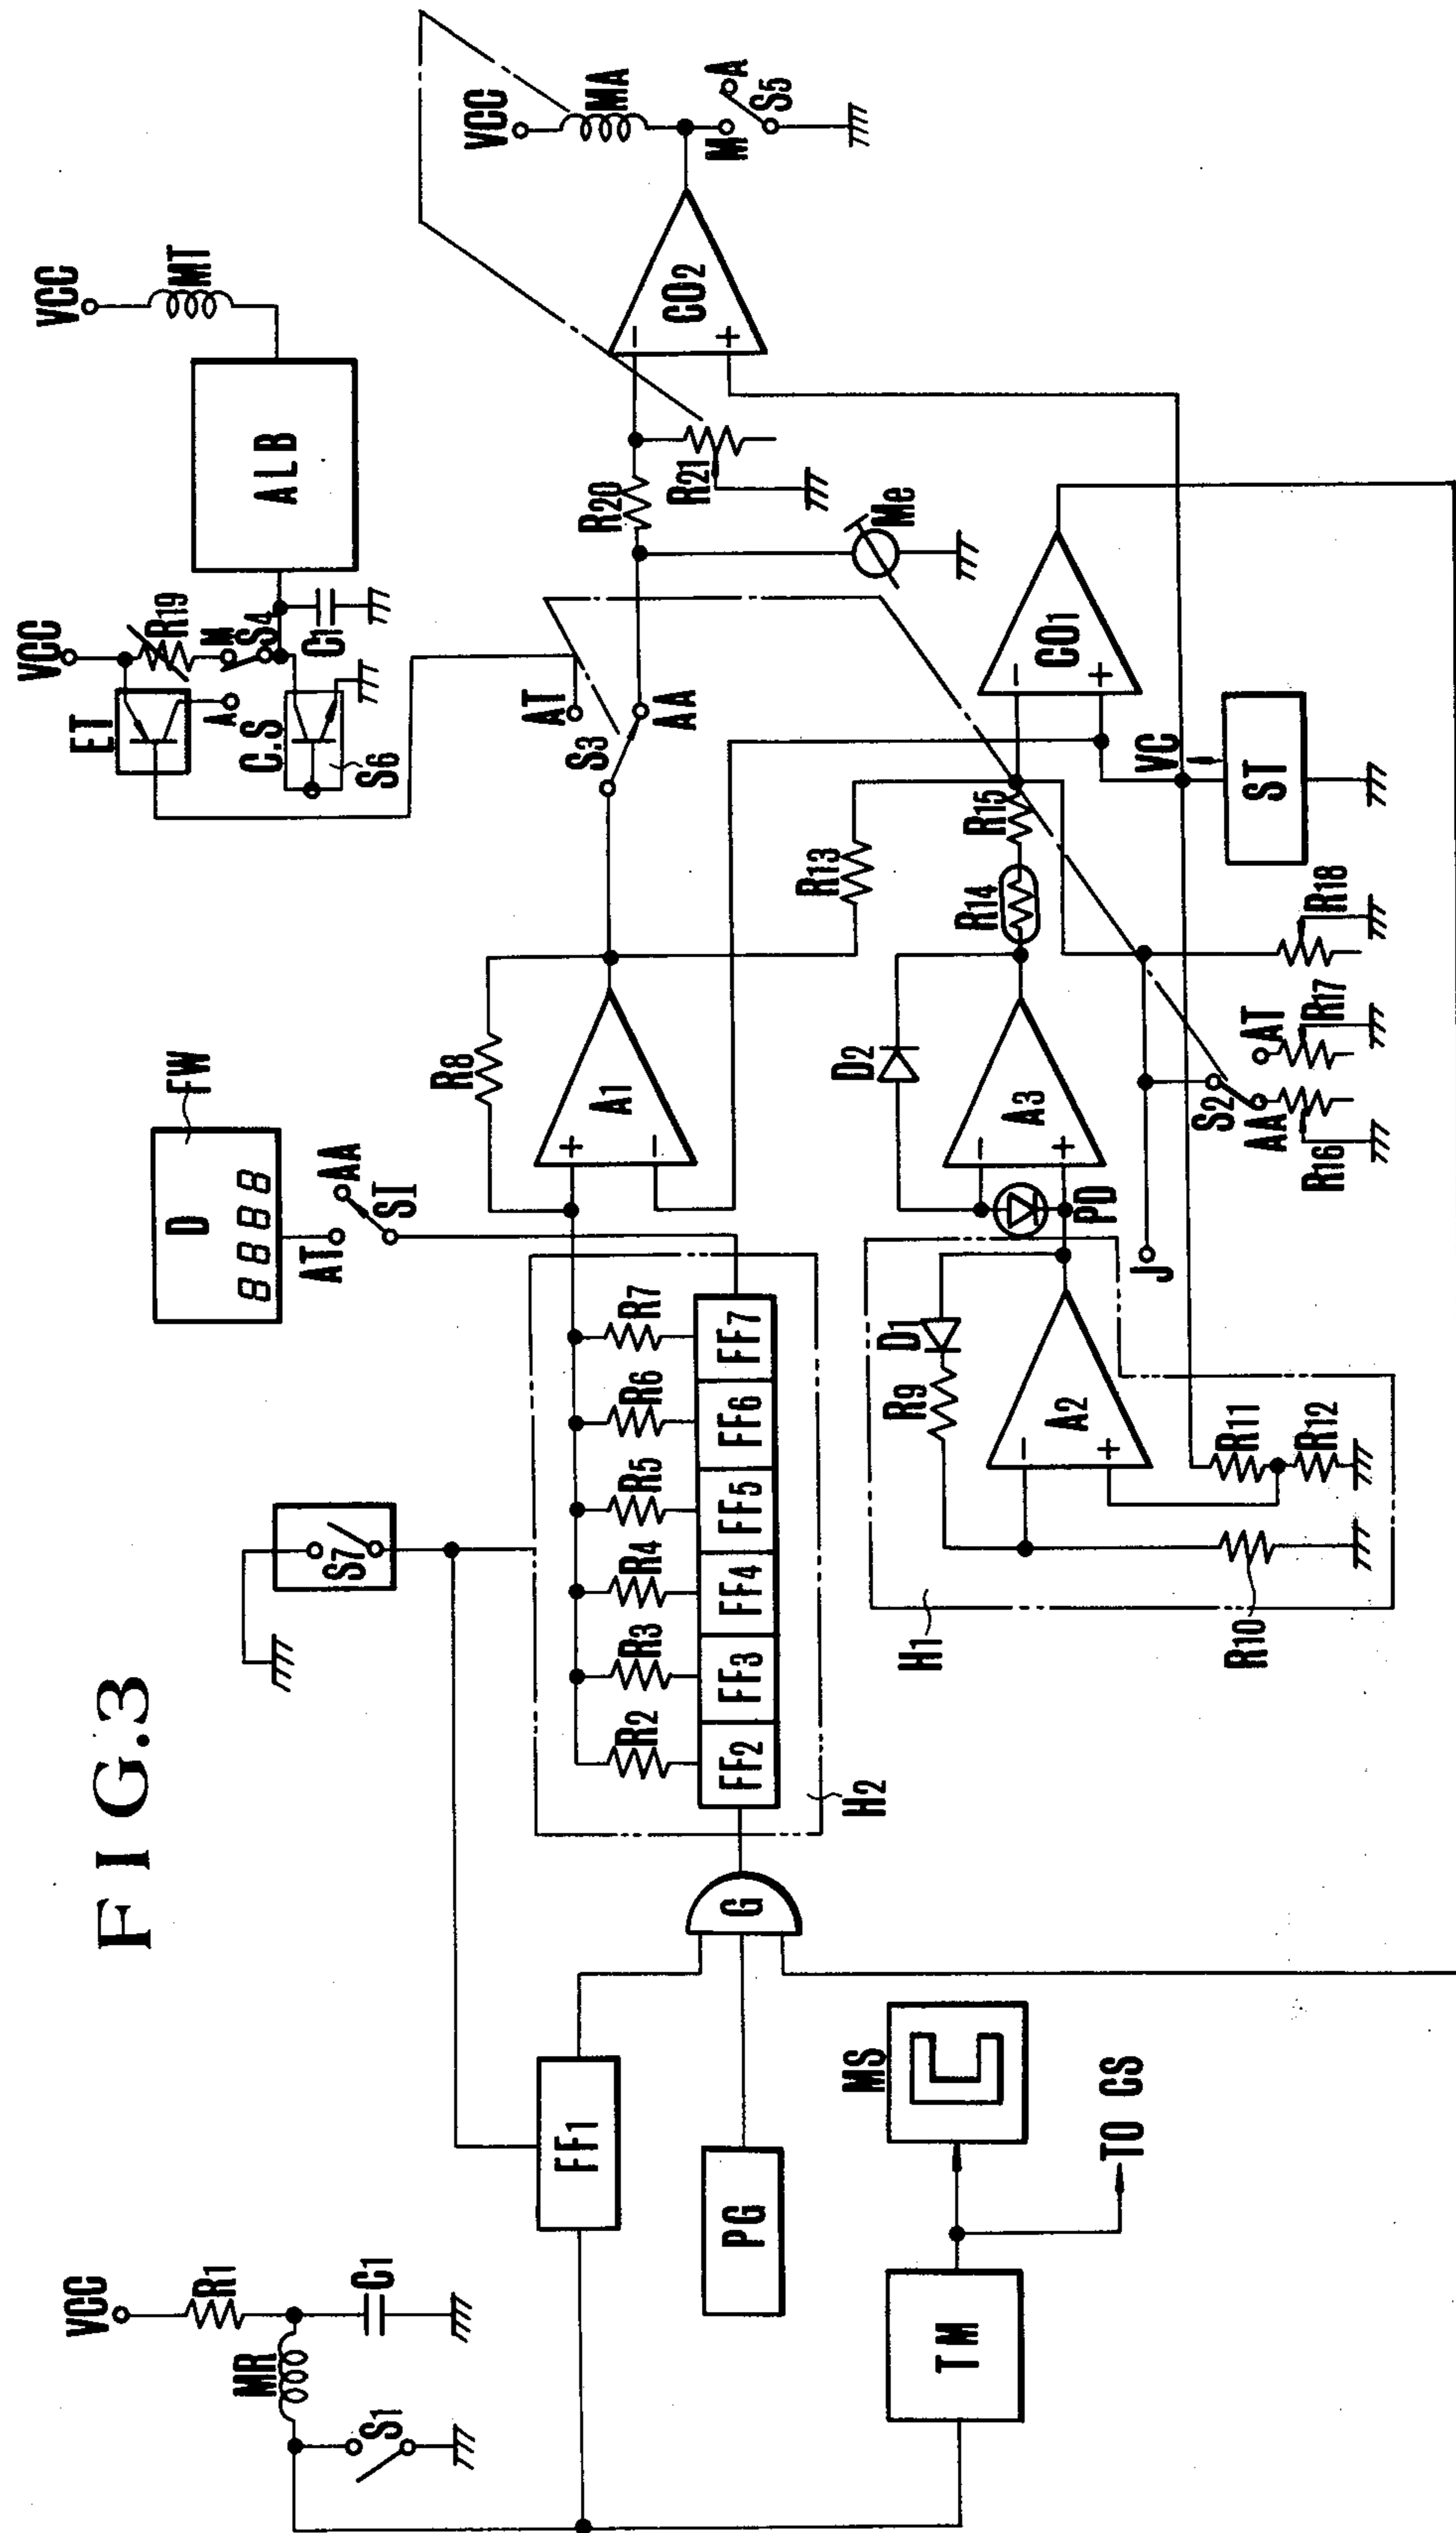 FIG.3
VCC
R1
MR
C1
S1
FF1
PG
TM
MS
TO CS
G
S7
H2
R2
R3
R4
R5
R6
R7
FF2
FF3
FF4
FF5
FF6
FF7
D
8888
FW
AT
AA
SI
R8
A1
+
−
H1
R9
D1
R10
A2
−
+
R11
R12
PD
D2
A3
−
+
J
R13
R14
R15
S2
AA
AT
R16
R17
R18
VC
ST
CO1
−
+
S3
AT
AA
ET
VCC
R19
M
S4
A
C.S
S6
C1
ALB
VCC
MT
R20
R21
Me
CO2
−
+
VCC
MA
M
A
S5